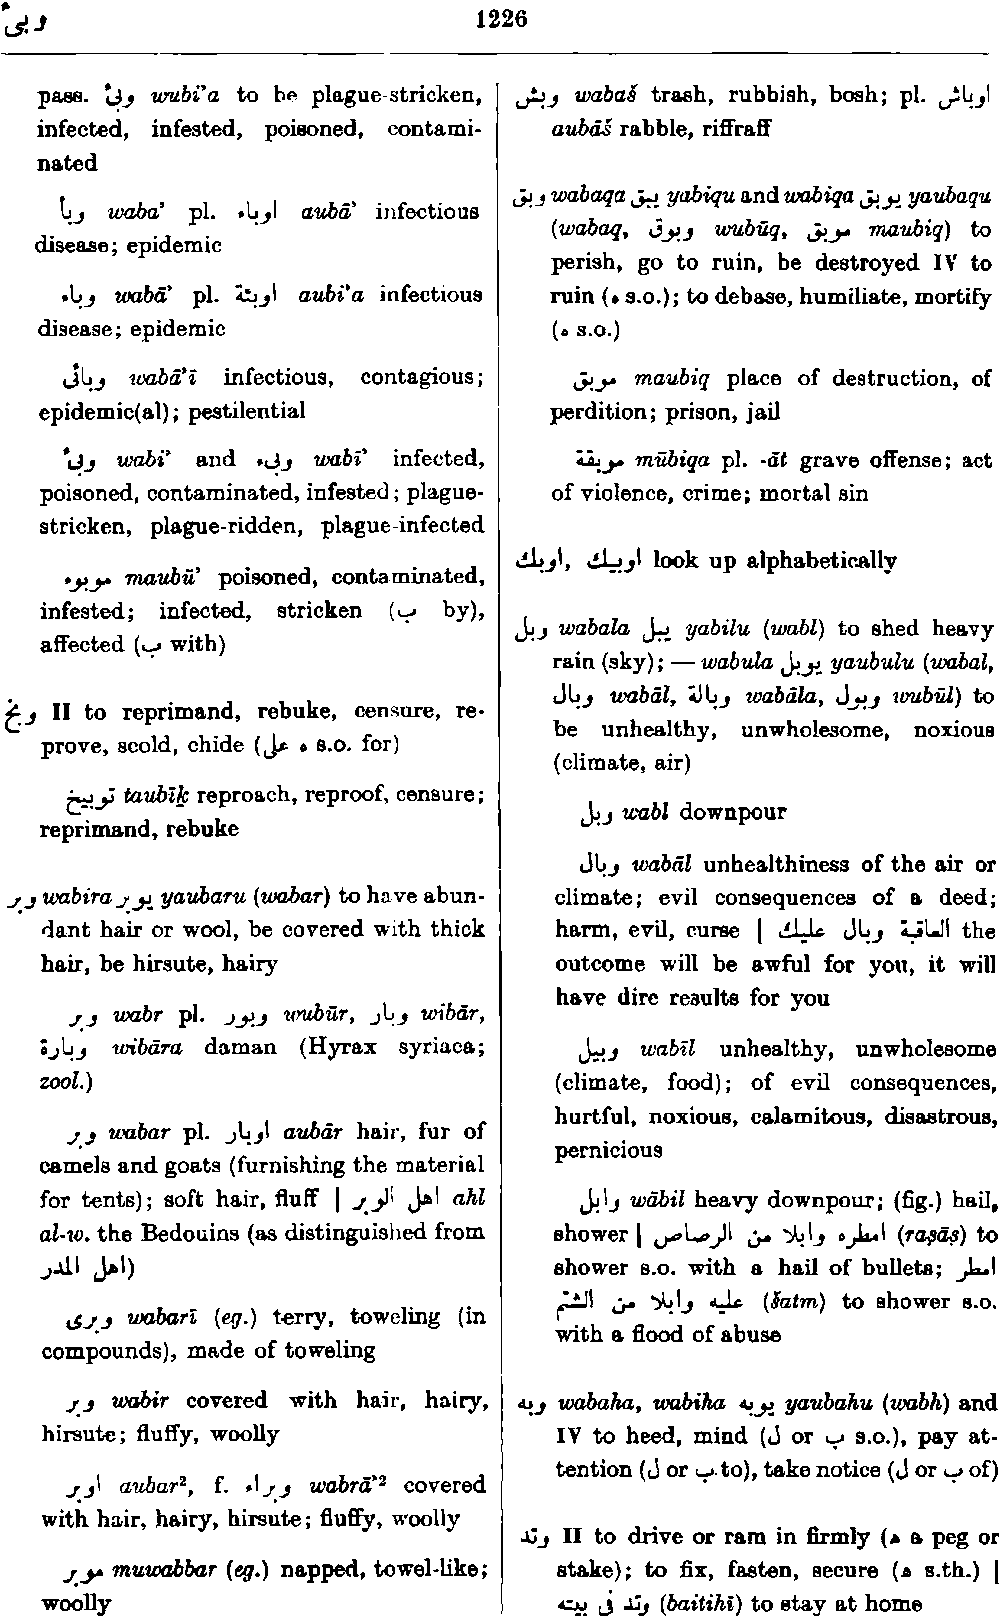 وبىٔ
1226
pass. وبىٔ wubi’a to be plague-stricken,
infected, infested, poisoned, contami-
nated
وبأ waba’ pl. اوباء aubā’ infectious
disease; epidemic
وباء wabā’ pl. اوبئة aubi’a infectious
disease; epidemic
وبائى wabā’ī infectious, contagious;
epidemic(al); pestilential
وبىٔ wabi’ and وبىء wabī’ infected,
poisoned, contaminated, infested; plague-
stricken, plague-ridden, plague-infected
موبوء maubū’ poisoned, contaminated,
infested; infected, stricken (ب by),
affected (ب with)
وبخ II to reprimand, rebuke, censure, re-
prove, scold, chide (على ه s.o. for)
توبيخ taubīḵ reproach, reproof, censure;
reprimand, rebuke
وبر wabira يوبر yaubaru (wabar) to have abun-
dant hair or wool, be covered with thick
hair, be hirsute, hairy
وبر wabr pl. وبور wubūr, وبار wibār,
وبارة wibāra daman (Hyrax syriaca;
zool.)
وبر wabar pl. اوبار aubār hair, fur of
camels and goats (furnishing the material
for tents); soft hair, fluff | اهل الوبر ahl
al-w. the Bedouins (as distinguished from
اهل المدر)
وبرى wabarī (eg.) terry, toweling (in
compounds), made of toweling
وبر wabir covered with hair, hairy,
hirsute; fluffy, woolly
اوبر aubar², f. وبراء wabrā’² covered
with hair, hairy, hirsute; fluffy, woolly
موبر muwabbar (eg.) napped, towel-like;
woolly
وبش wabaš trash, rubbish, bosh; pl. اوباش
aubāš rabble, riffraff
وبق wabaqa يبق yabiqu and wabiqa يوبق yaubaqu
(wabaq, وبوق wubūq, موبق maubiq) to
perish, go to ruin, be destroyed IV to
ruin (ه s.o.); to debase, humiliate, mortify
(ه s.o.)
موبق maubiq place of destruction, of
perdition; prison, jail
موبقة mūbiqa pl. -āt grave offense; act
of violence, crime; mortal sin
اوبيك, اوبك look up alphabetically
وبل wabala يبل yabilu (wabl) to shed heavy
rain (sky); — wabula يوبل yaubulu (wabal,
وبال wabāl, وبالة wabāla, وبول wubūl) to
be unhealthy, unwholesome, noxious
(climate, air)
وبل wabl downpour
وبال wabāl unhealthiness of the air or
climate; evil consequences of a deed;
harm, evil, curse | العاقبة وبال عليك the
outcome will be awful for you, it will
have dire results for you
وبيل wabīl unhealthy, unwholesome
(climate, food); of evil consequences,
hurtful, noxious, calamitous, disastrous,
pernicious
وابل wābil heavy downpour; (fig.) hail,
shower | امطره وابلا من الرصاص (raṣāṣ) to
shower s.o. with a hail of bullets; امطر
عليه وابلا من الشتم (šatm) to shower s.o.
with a flood of abuse
وبه wabaha, wabiha يوبه yaubahu (wabh) and
IV to heed, mind (ل or ب s.o.), pay at-
tention (ل or ب to), take notice (ل or ب of)
وتد II to drive or ram in firmly (ه a peg or
stake); to fix, fasten, secure (ه s.th.) |
وتد فى بيته (baitihī) to stay at home